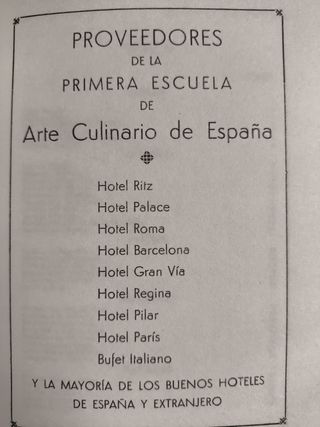 PROVEEDORES
DE LA
PRIMERA ESCUELA
DE
Arte Culinario de España
Hotel Ritz
Hotel Palace
Hotel Roma
Hotel Barcelona
Hotel Gran Vía
Hotel Regina
Hotel Pilar
Hotel París
Bufet Italiano
Y LA MAYORÍA DE LOS BUENOS HOTELES
DE ESPAÑA Y EXTRANJERO